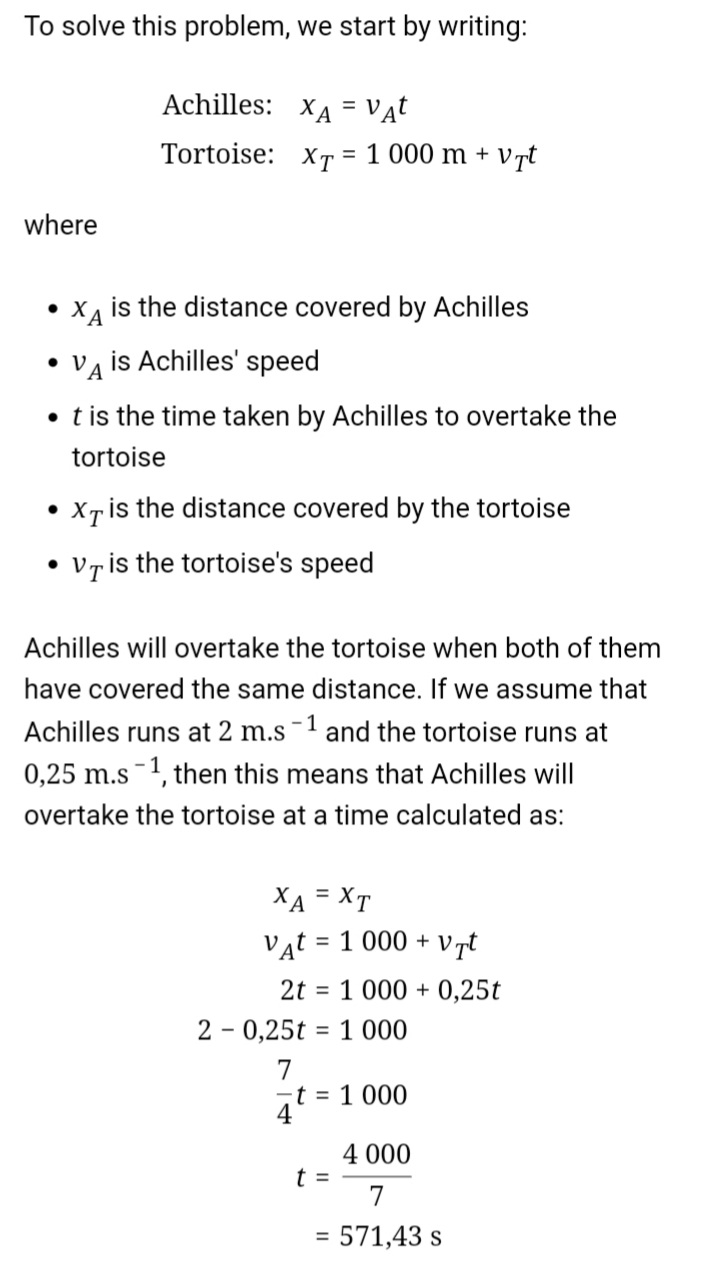 To solve this problem, we start by writing:
Achilles: x_A = v_A t
Tortoise: x_T = 1 000 m + v_T t
where
• x_A is the distance covered by Achilles
• v_A is Achilles' speed
• t is the time taken by Achilles to overtake the
tortoise
• x_T is the distance covered by the tortoise
• v_T is the tortoise's speed
Achilles will overtake the tortoise when both of them
have covered the same distance. If we assume that
Achilles runs at 2 m.s⁻¹ and the tortoise runs at
0,25 m.s⁻¹, then this means that Achilles will
overtake the tortoise at a time calculated as:
x_A = x_T
v_A t = 1 000 + v_T t
2t = 1 000 + 0,25t
2 − 0,25t = 1 000
7/4 t = 1 000
t = 4 000/7
= 571,43 s